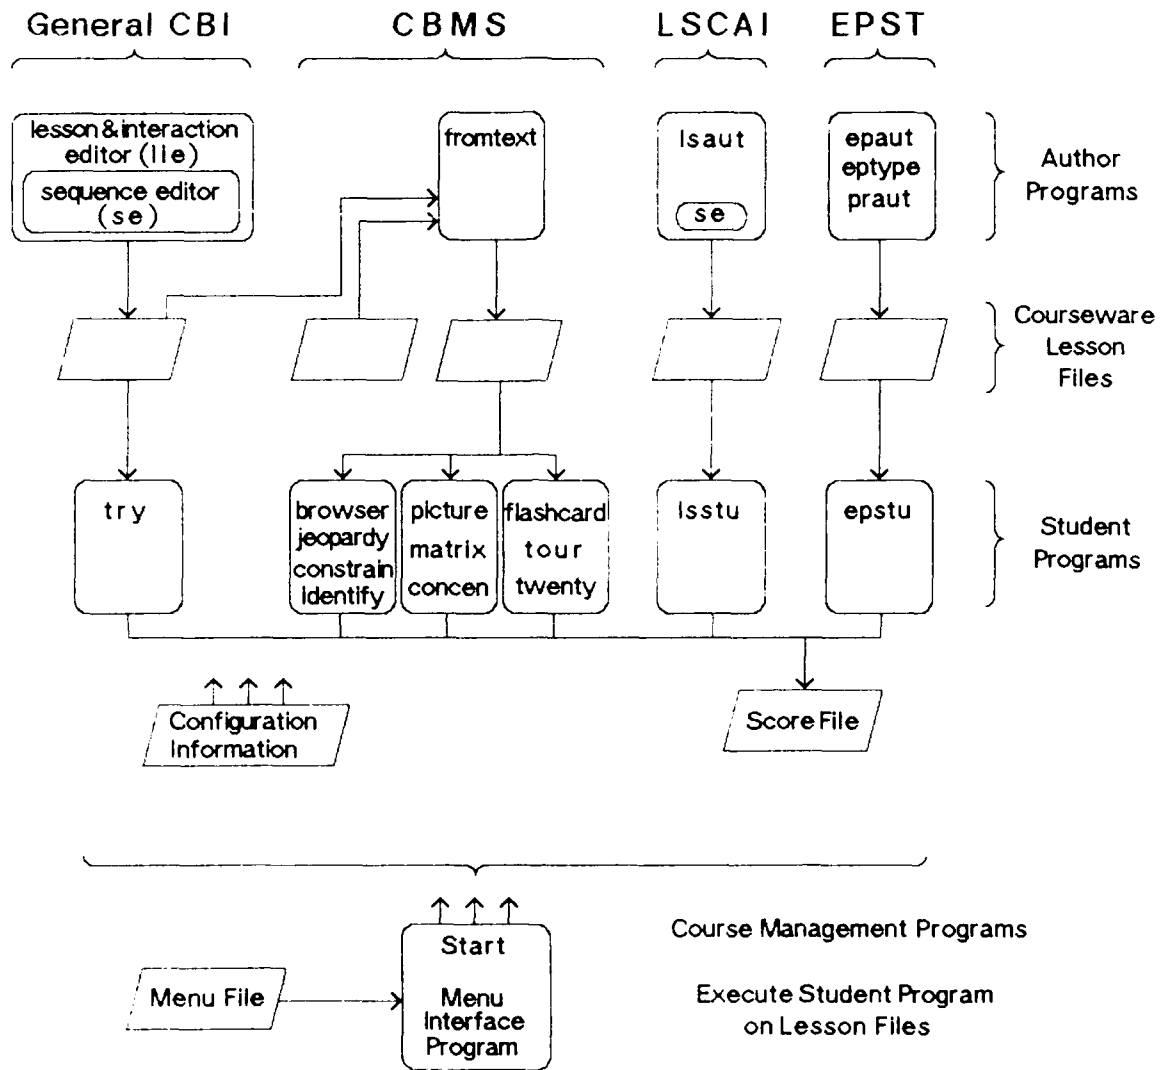 General CBI
CBMS
LSCAI
EPST
lesson & interaction
editor (lie)
sequence editor
(se)
fromtext
lsaut
se
epaut
eptype
praut
Author
Programs
Courseware
Lesson
Files
try
browser
jeopardy
constrain
identify
picture
matrix
concen
flashcard
tour
twenty
lsstu
epstu
Student
Programs
Configuration
Information
Score File
Start
Menu
Interface
Program
Menu File
Course Management Programs
Execute Student Program
on Lesson Files